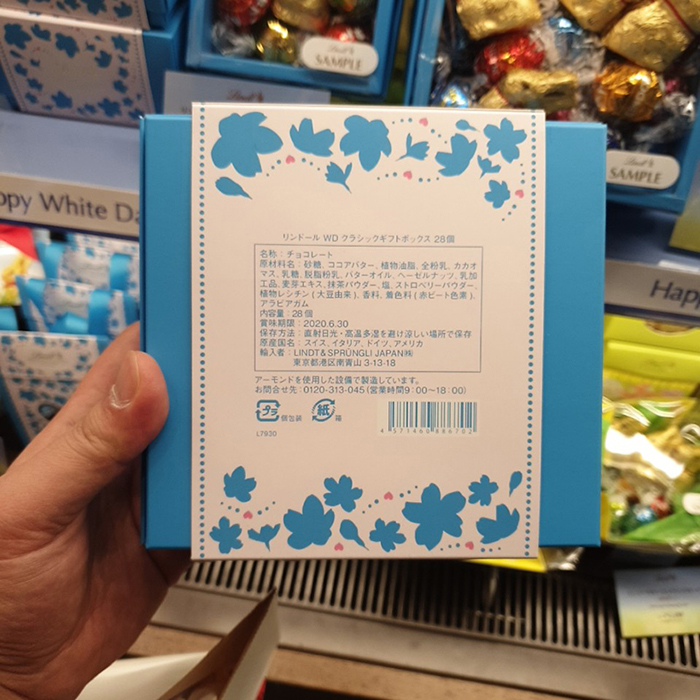 Lindt
SAMPLE
Lindt
SAMPLE
ppy White Da
Happ
リンドール WD クラシックギフトボックス 28個
名称：チョコレート
原材料名：砂糖、ココアバター、植物油脂、全粉乳、カカオ
マス、乳糖、脱脂粉乳、バターオイル、ヘーゼルナッツ、乳加
工品、麦芽エキス、抹茶パウダー、塩、ストロベリーパウダー、
植物レシチン(大豆由来)、香料、着色料(赤ビート色素)、
アラビアガム
内容量：28個
賞味期限：2020.6.30
保存方法：直射日光・高温多湿を避け涼しい場所で保存
原産国名：スイス、イタリア、ドイツ、アメリカ
輸入者：LINDT&SPRÜNGLI JAPAN㈱
東京都港区南青山 3-13-18
アーモンドを使用した設備で製造しています。
お問合せ先：0120-313-045(営業時間9：00～18：00)
プラ 個包装 紙 箱
L7930